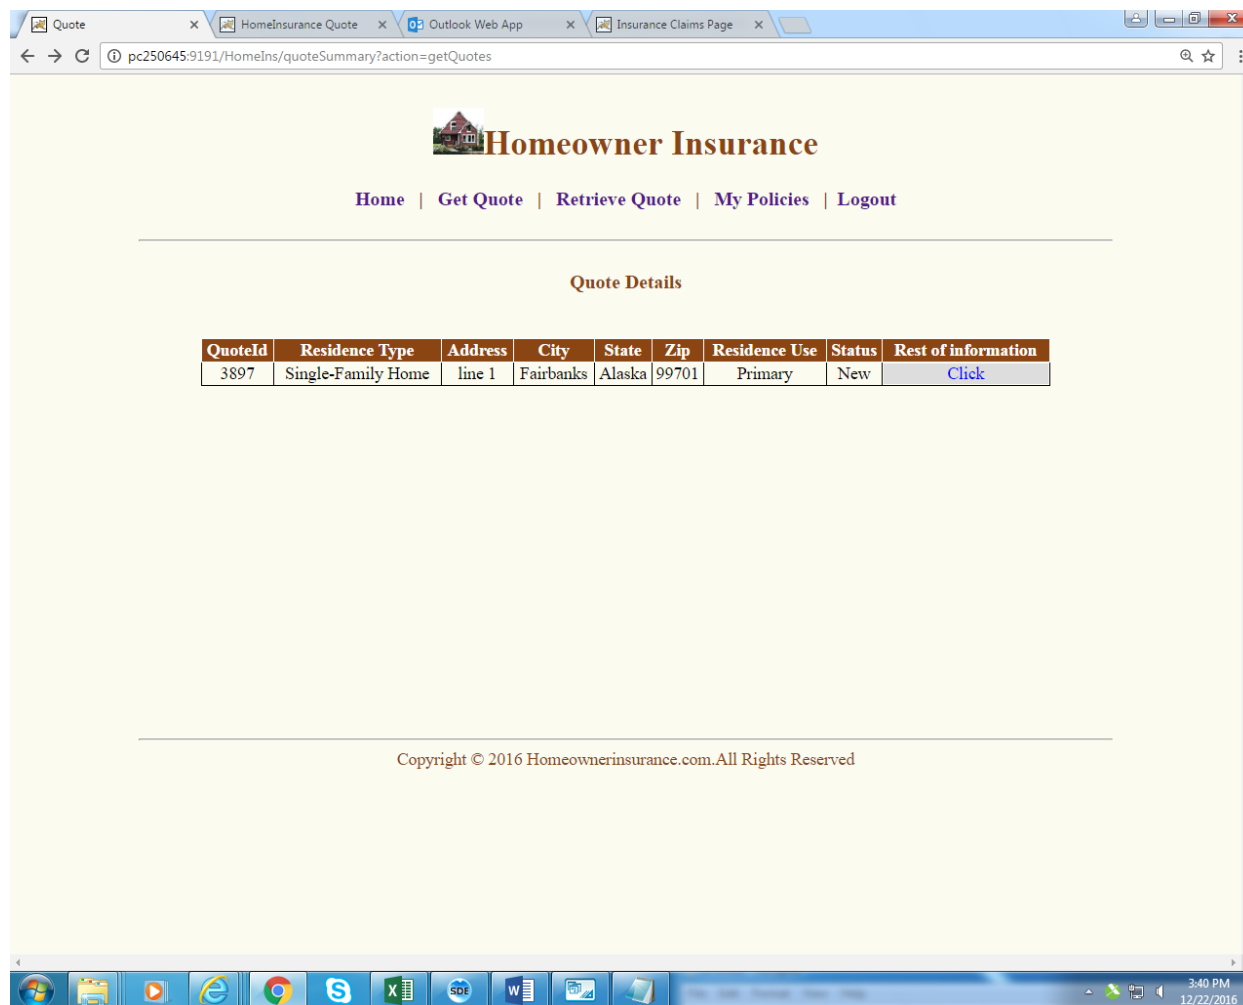 Quote
HomeInsurance Quote
Outlook Web App
Insurance Claims Page
pc250645:9191/HomeIns/quoteSummary?action=getQuotes
Homeowner Insurance
Home | Get Quote | Retrieve Quote | My Policies | Logout
Quote Details
QuoteId Residence Type Address City State Zip Residence Use Status Rest of information
3897 Single-Family Home line 1 Fairbanks Alaska 99701 Primary New Click
Copyright © 2016 Homeownerinsurance.com.All Rights Reserved
SDE
3:40 PM
12/22/2016